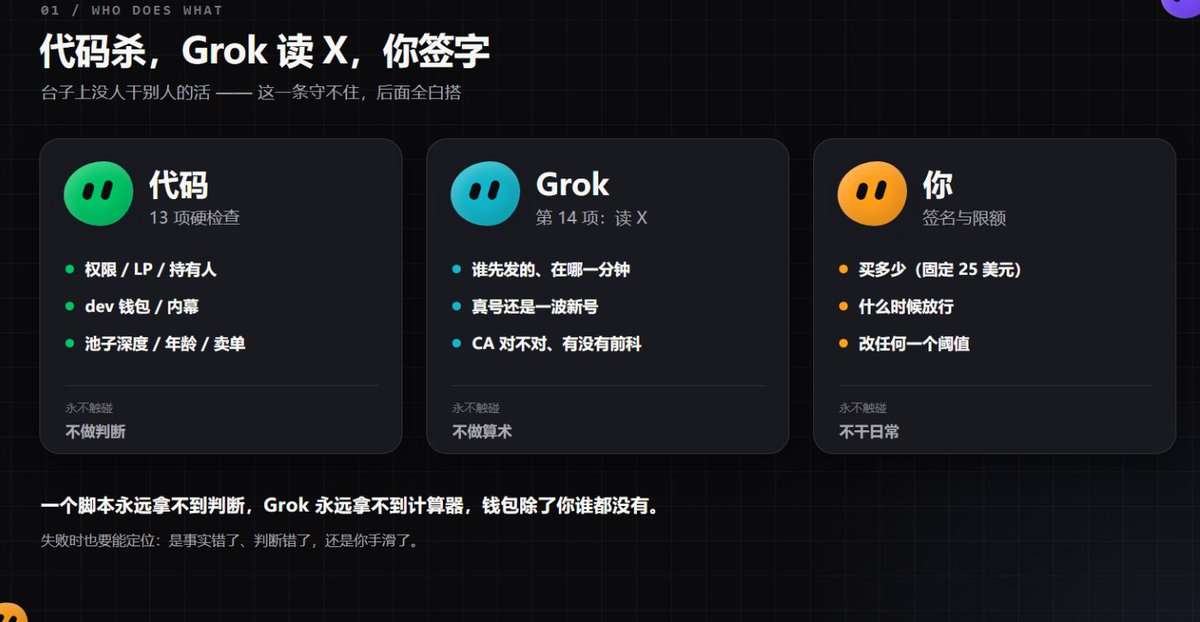 01 / WHO DOES WHAT
代码杀，Grok 读 X，你签字
台子上没人干别人的活 —— 这一条守不住，后面全白搭
代码
13 项硬检查
权限 / LP / 持有人
dev 钱包 / 内幕
池子深度 / 年龄 / 卖单
永不触碰
不做判断
Grok
第 14 项：读 X
谁先发的、在哪一分钟
真号还是一波新号
CA 对不对、有没有前科
永不触碰
不做算术
你
签名与限额
买多少（固定 25 美元）
什么时候放行
改任何一个阈值
永不触碰
不干日常
一个脚本永远拿不到判断，Grok 永远拿不到计算器，钱包除了你谁都没有。
失败时也要能定位：是事实错了、判断错了，还是你手滑了。